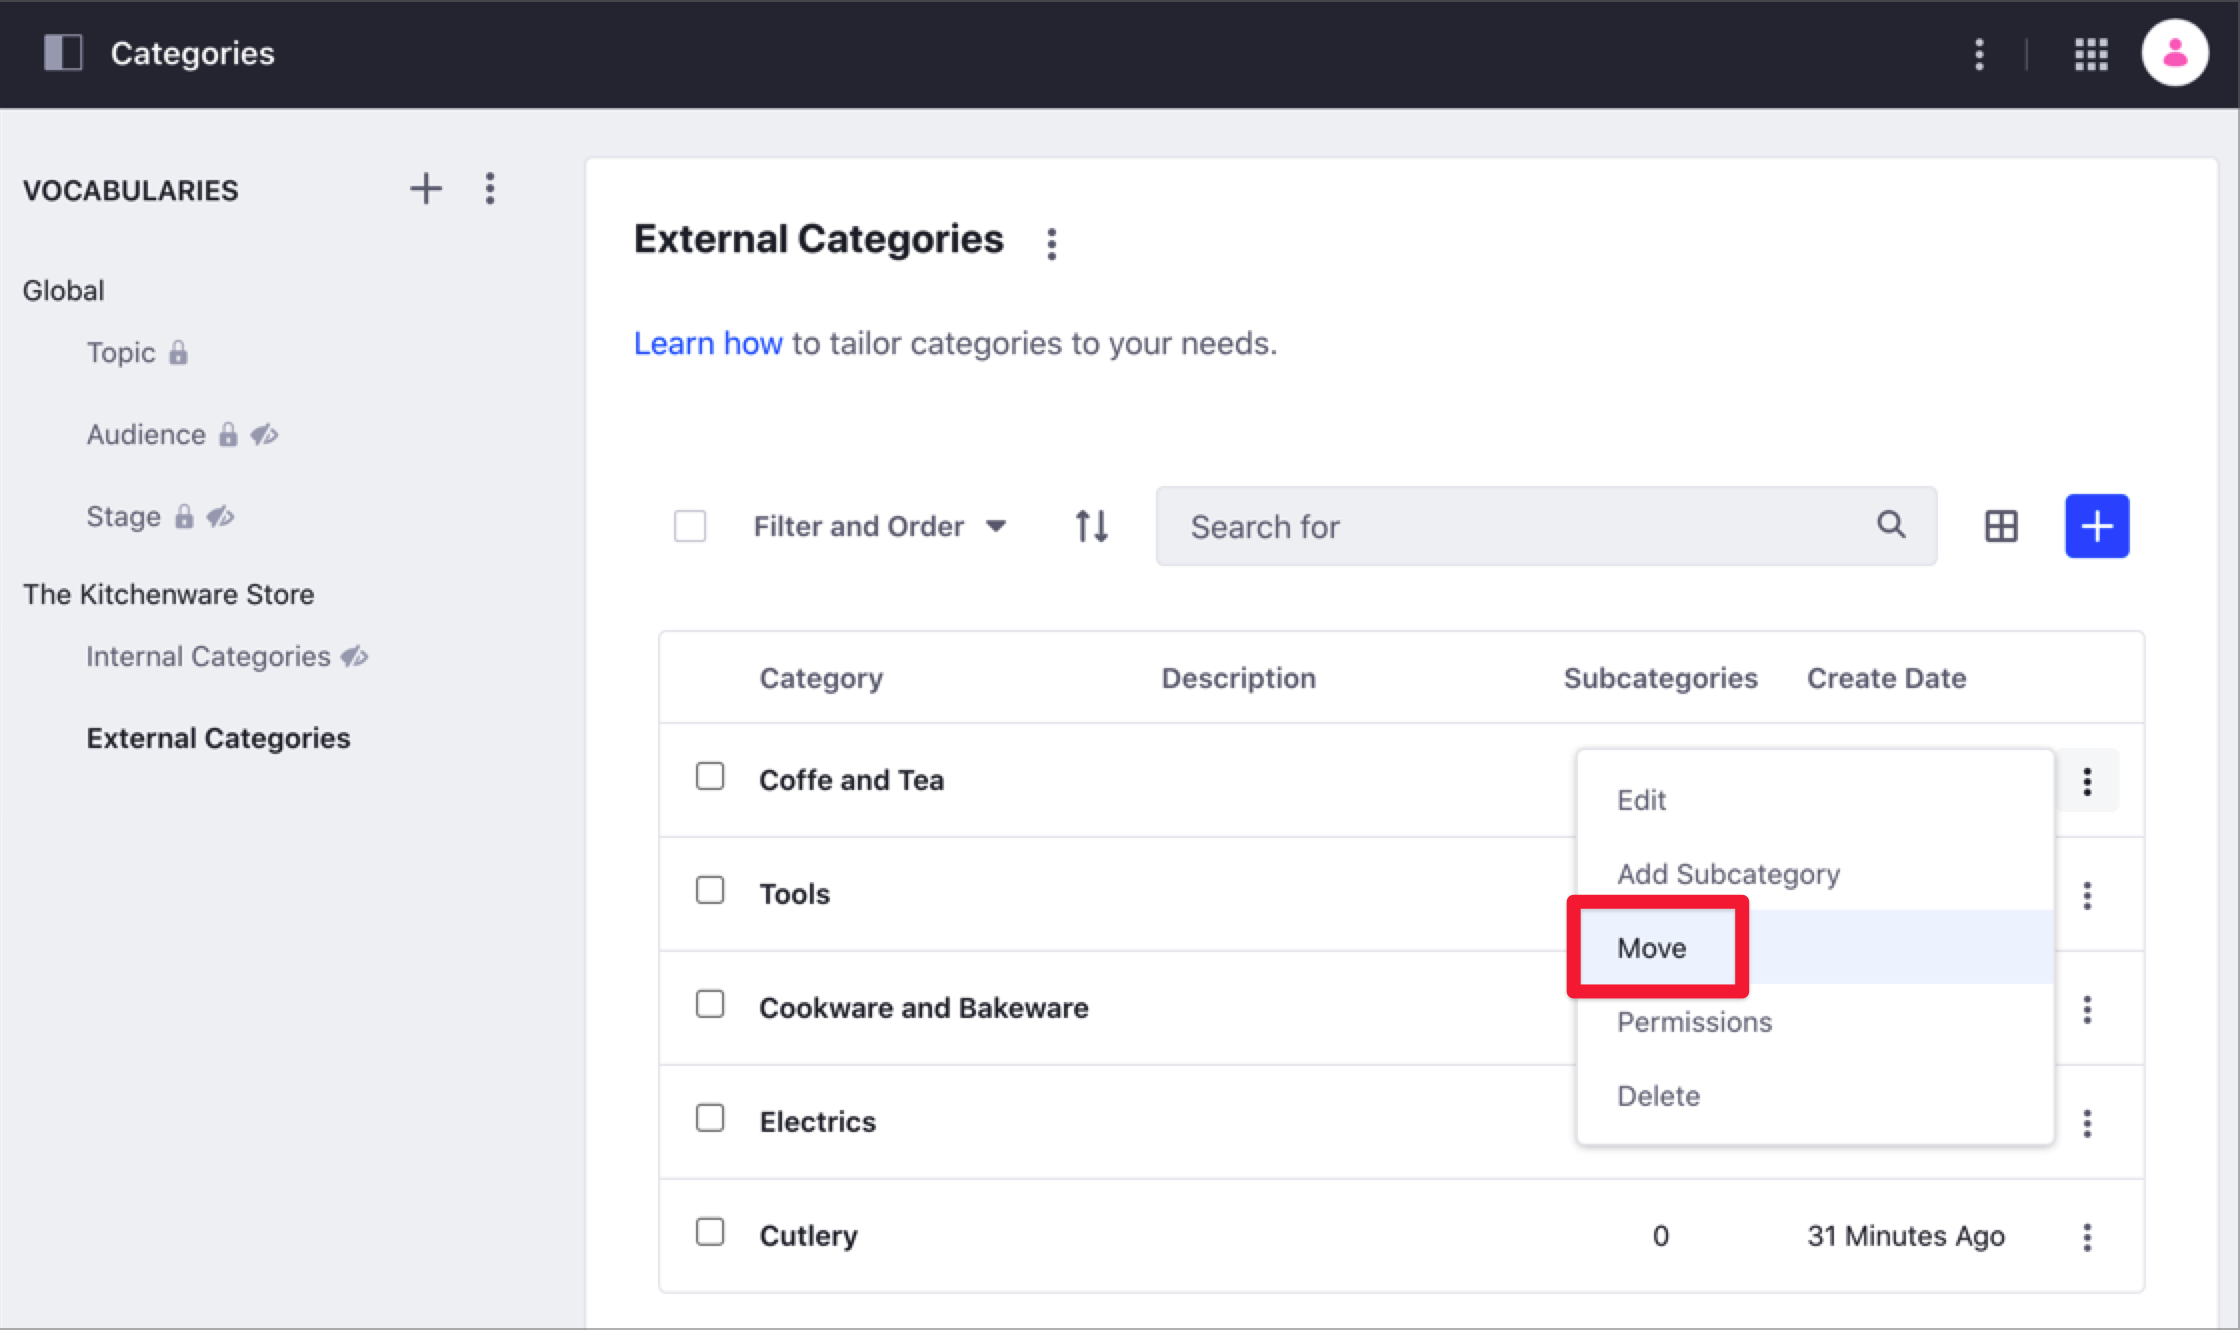 Categories
VOCABULARIES
Global
Topic
Audience
Stage
The Kitchenware Store
Internal Categories
External Categories
External Categories
Learn how to tailor categories to your needs.
Filter and Order
Search for
Category Description Subcategories Create Date
Coffe and Tea
Tools
Cookware and Bakeware
Electrics
Cutlery 0 31 Minutes Ago
Edit
Add Subcategory
Move
Permissions
Delete